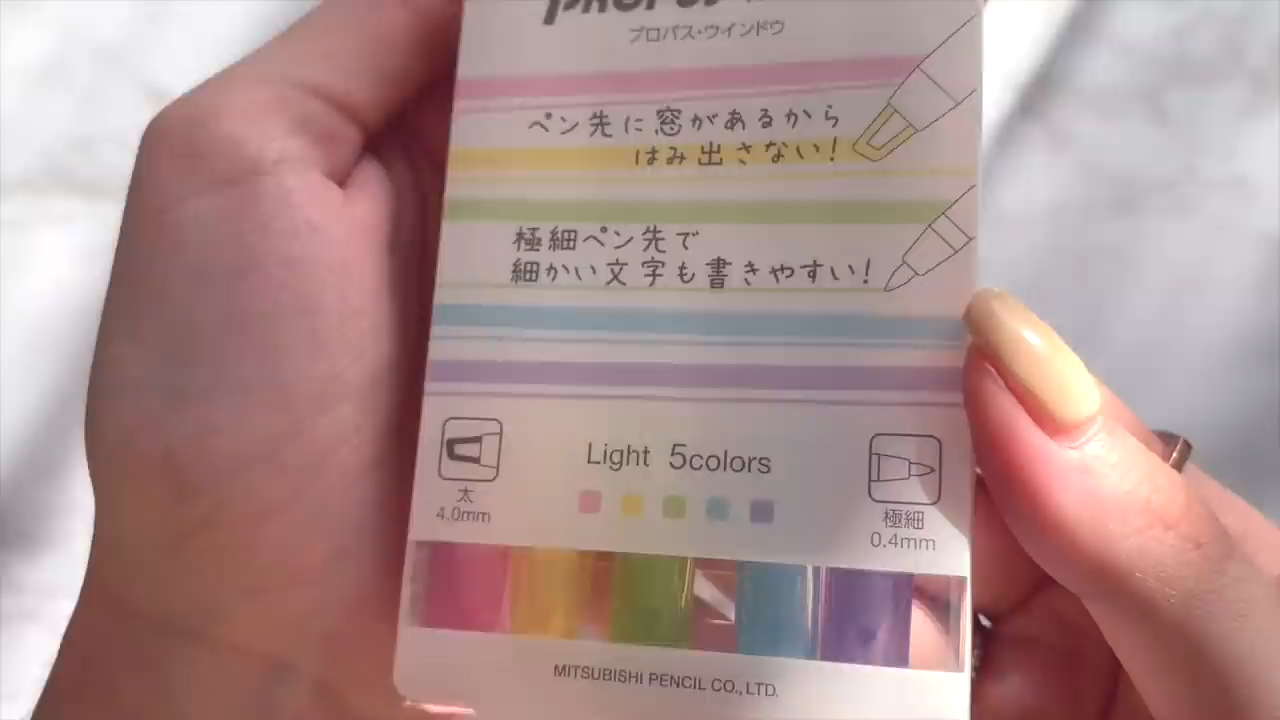 プロパス・ウインドウ
ペン先に窓があるから
はみ出さない!
極細ペン先で
細かい文字も書きやすい!
Light 5colors
太
4.0mm
極細
0.4mm
MITSUBISHI PENCIL CO., LTD.